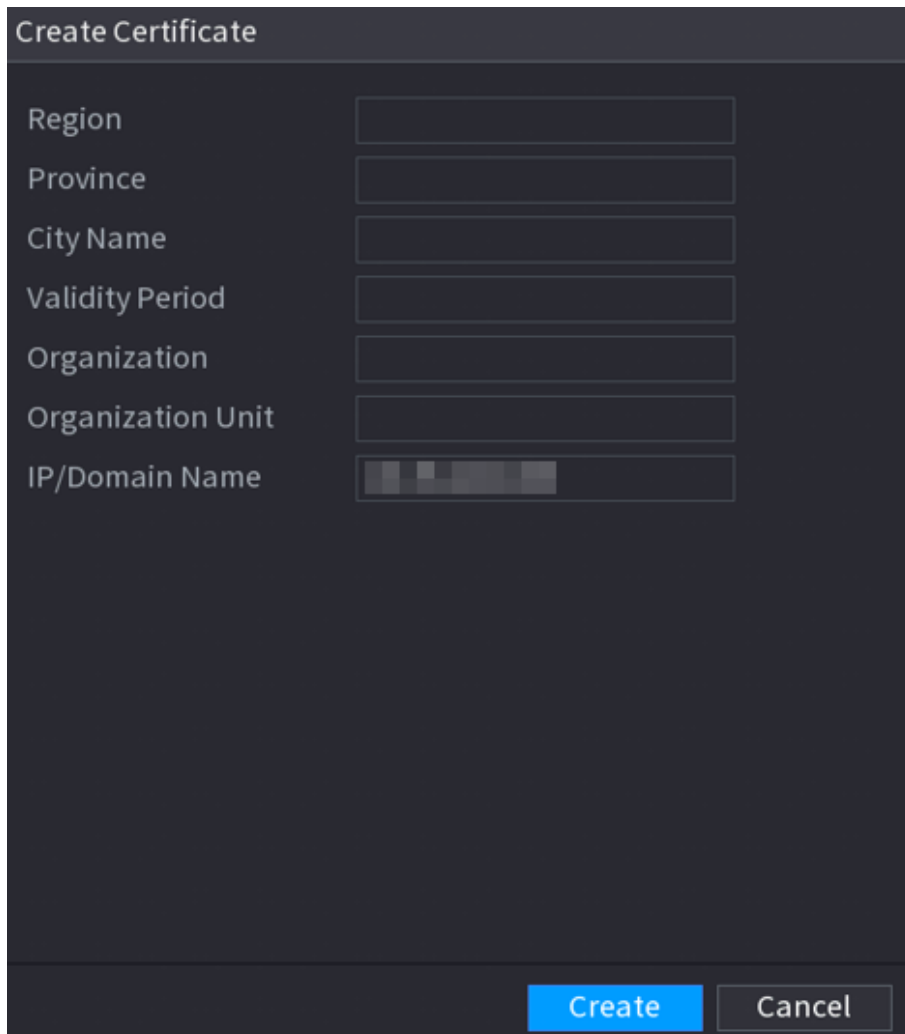 Create Certificate
Region
Province
City Name
Validity Period
Organization
Organization Unit
IP/Domain Name
Create Cancel